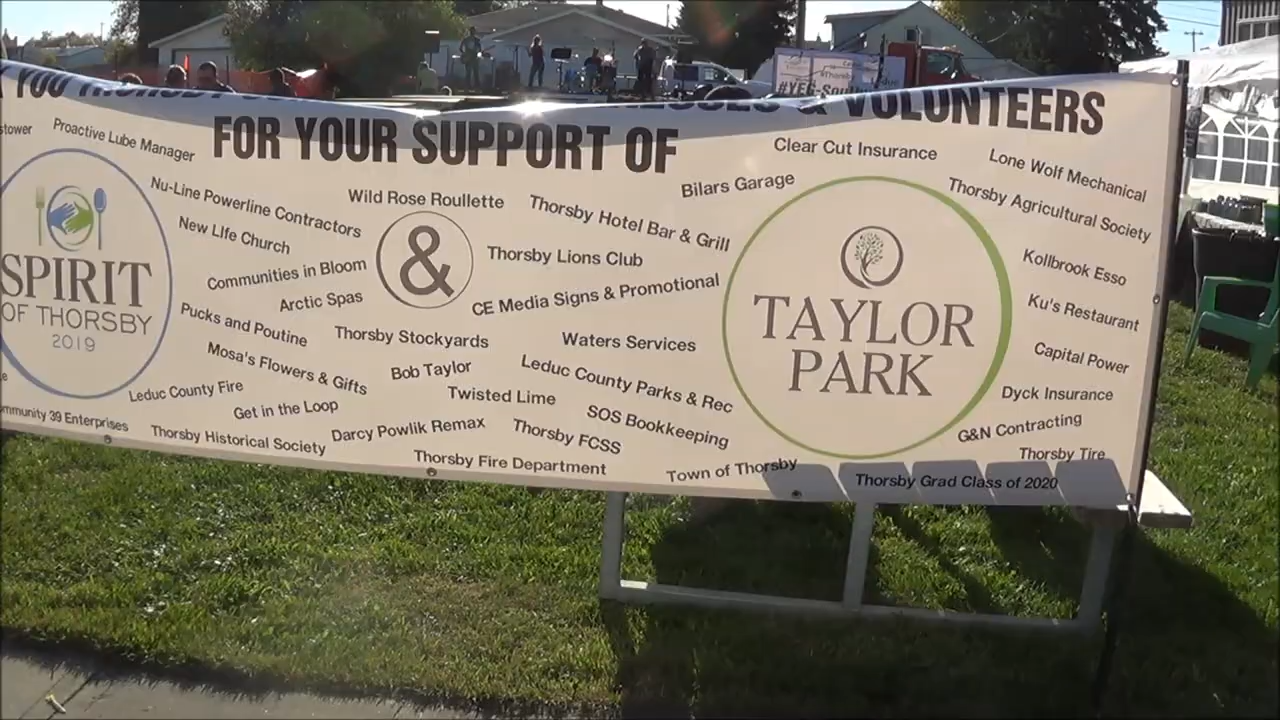 YOU
& VOLUNTEERS
FOR YOUR SUPPORT OF
Proactive Lube Manager
Nu-Line Powerline Contractors
New LIfe Church
Communities in Bloom
Arctic Spas
Pucks and Poutine
Mosa's Flowers & Gifts
Leduc County Fire
Get in the Loop
39 Enterprises
Thorsby Historical Society
SPIRIT
OF THORSBY
2019
Wild Rose Roullette
&
Thorsby Hotel Bar & Grill
Thorsby Lions Club
CE Media Signs & Promotional
Thorsby Stockyards
Waters Services
Bob Taylor
Leduc County Parks & Rec
Twisted Lime
SOS Bookkeeping
Darcy Powlik Remax
Thorsby FCSS
Thorsby Fire Department
Town of Thorsby
Bilars Garage
Clear Cut Insurance
Lone Wolf Mechanical
Thorsby Agricultural Society
TAYLOR
PARK
Kollbrook Esso
Ku's Restaurant
Capital Power
Dyck Insurance
G&N Contracting
Thorsby Tire
Thorsby Grad Class of 2020